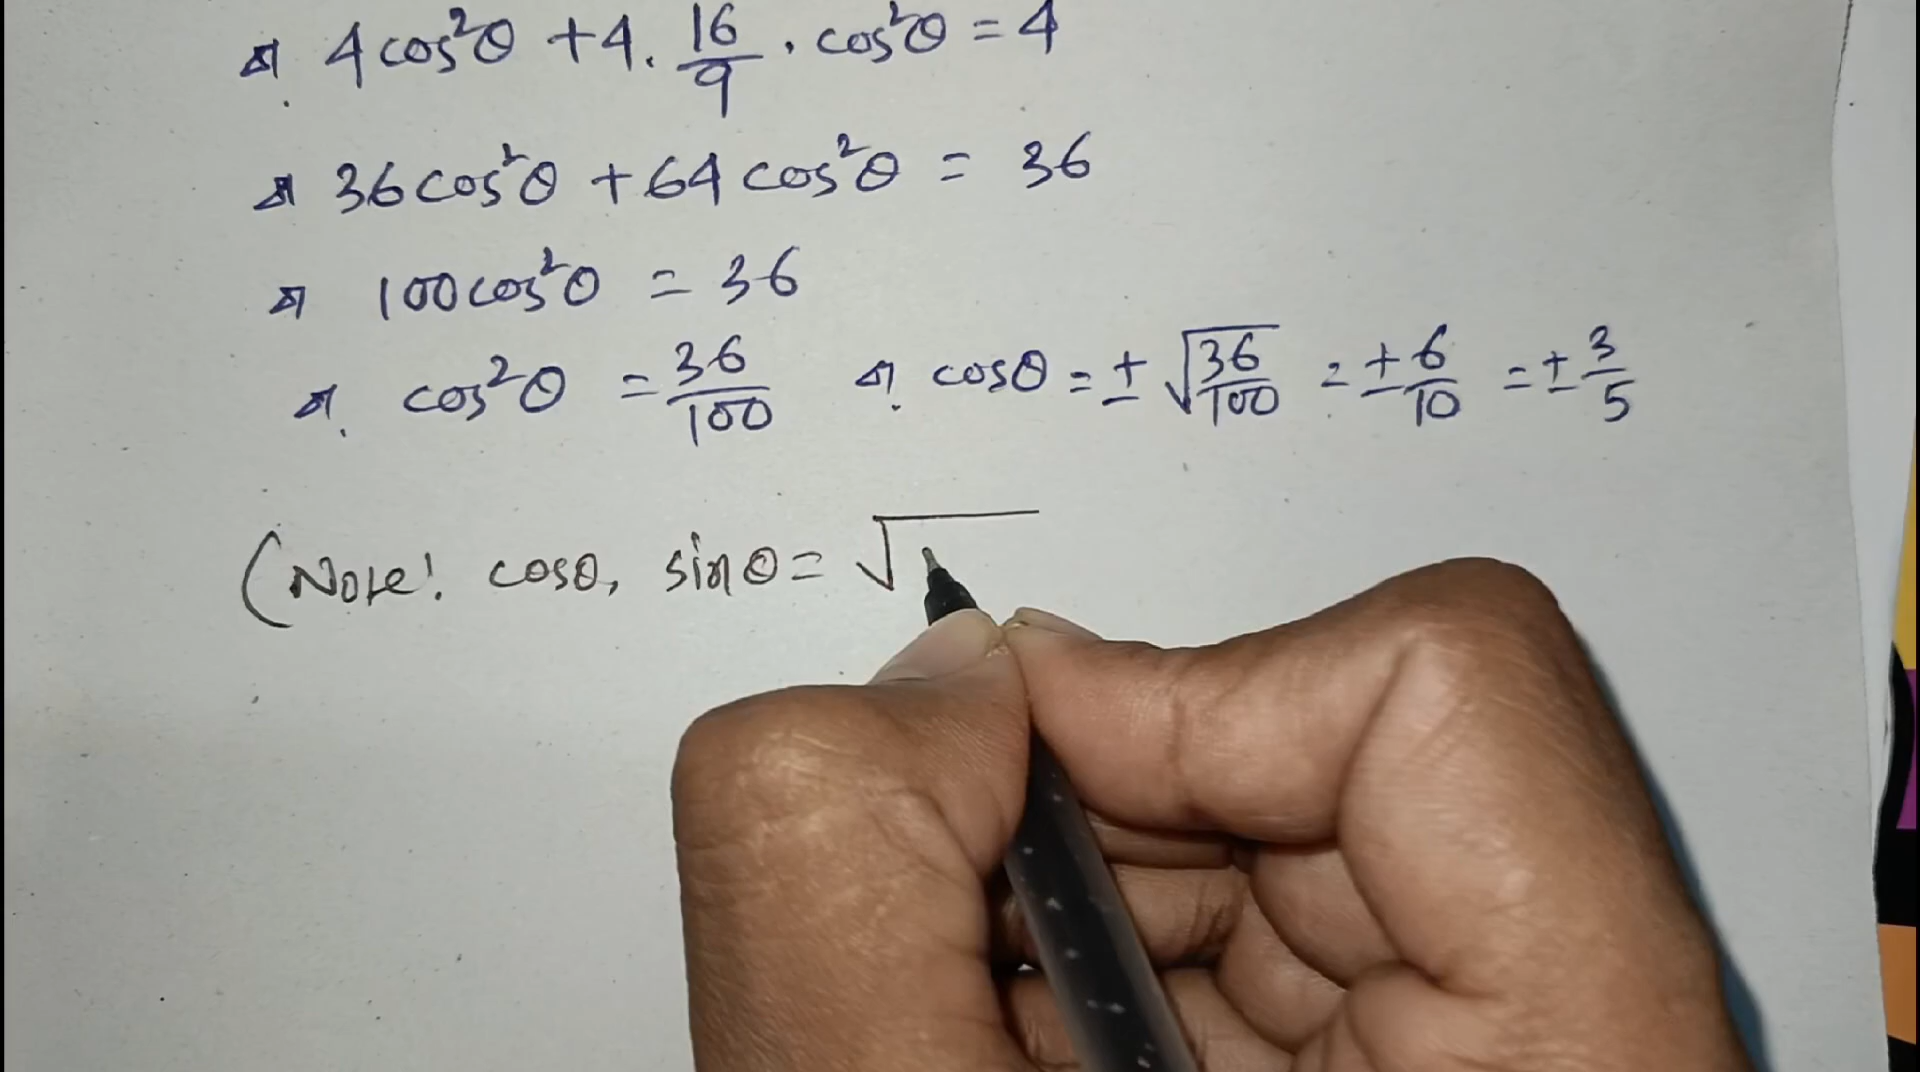 বা, 4cos²θ + 4. 16/9 . cos²θ = 4
বা 36cos²θ + 64cos²θ = 36
বা 100cos²θ = 36
বা, cos²θ = 36/100 বা, cosθ = ± √36/100 = ± 6/10 = ± 3/5
(Note! cosθ, sinθ = √